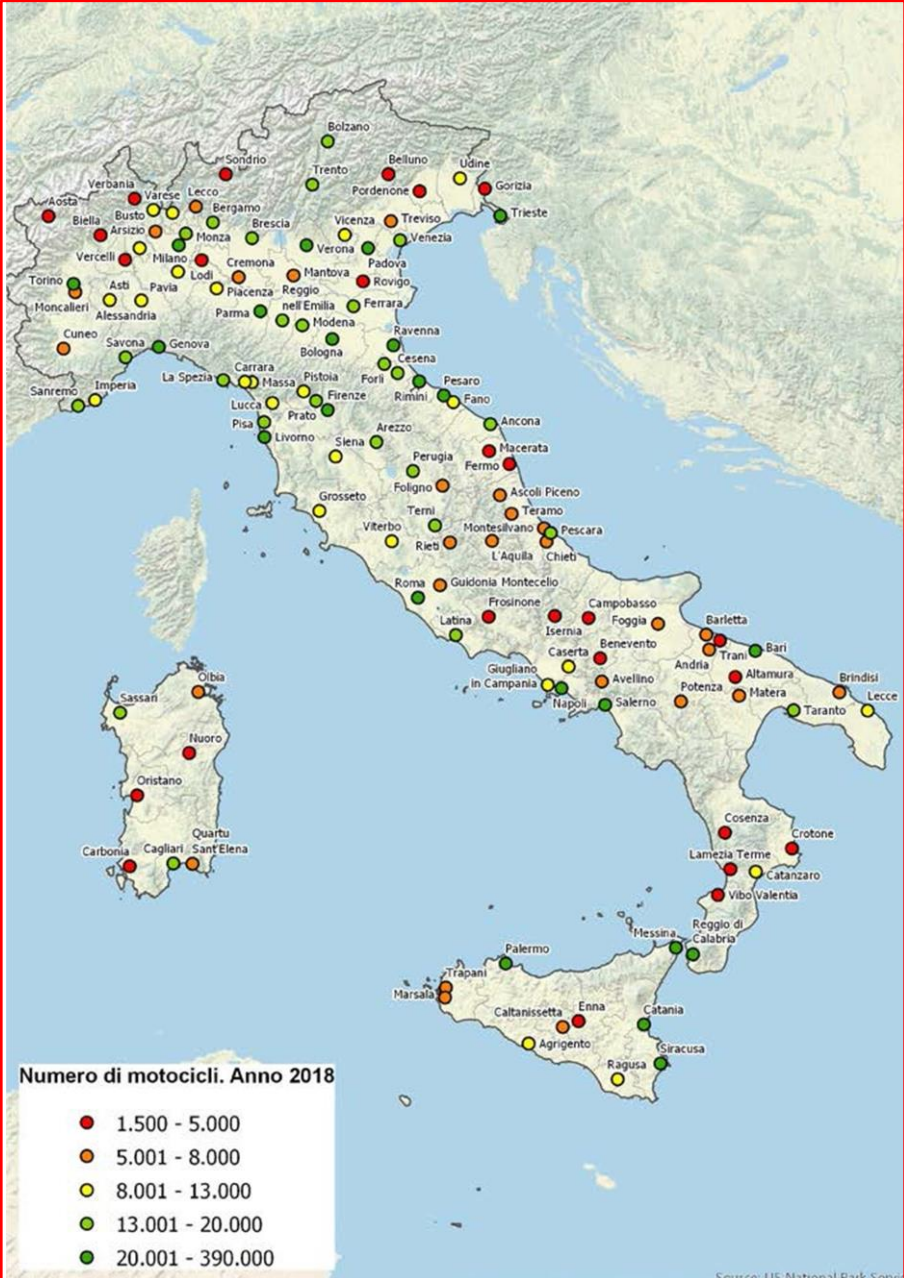 Bolzano
Sondrio
Trento
Belluno
Udine
Verbania
Varese
Lecco
Pordenone
Gorizia
Aosta
Busto
Arsizio
Bergamo
Brescia
Vicenza
Treviso
Trieste
Biella
Monza
Verona
Venezia
Vercelli
Milano
Lodi
Cremona
Mantova
Padova
Rovigo
Torino
Moncalieri
Asti
Pavia
Piacenza
Reggio
nell'Emilia
Ferrara
Alessandria
Parma
Modena
Cuneo
Savona
Genova
Bologna
Ravenna
Cesena
Sanremo
Imperia
La Spezia
Carrara
Massa
Pistoia
Forlì
Rimini
Pesaro
Fano
Lucca
Prato
Firenze
Pisa
Livorno
Arezzo
Ancona
Siena
Macerata
Perugia
Fermo
Foligno
Grosseto
Ascoli Piceno
Terni
Teramo
Viterbo
Montesilvano
Pescara
Rieti
L'Aquila
Chieti
Roma
Guidonia Montecelio
Frosinone
Campobasso
Latina
Isernia
Foggia
Barletta
Caserta
Benevento
Andria
Trani
Bari
Giugliano
in Campania
Avellino
Altamura
Potenza
Matera
Brindisi
Lecce
Napoli
Salerno
Taranto
Olbia
Sassari
Nuoro
Oristano
Quartu
Sant'Elena
Carbonia
Cagliari
Cosenza
Crotone
Lamezia Terme
Catanzaro
Vibo Valentia
Reggio di
Calabria
Messina
Palermo
Trapani
Marsala
Caltanissetta
Enna
Catania
Agrigento
Siracusa
Ragusa
Numero di motocicli. Anno 2018
1.500 - 5.000
5.001 - 8.000
8.001 - 13.000
13.001 - 20.000
20.001 - 390.000
Source: US National Park Servi